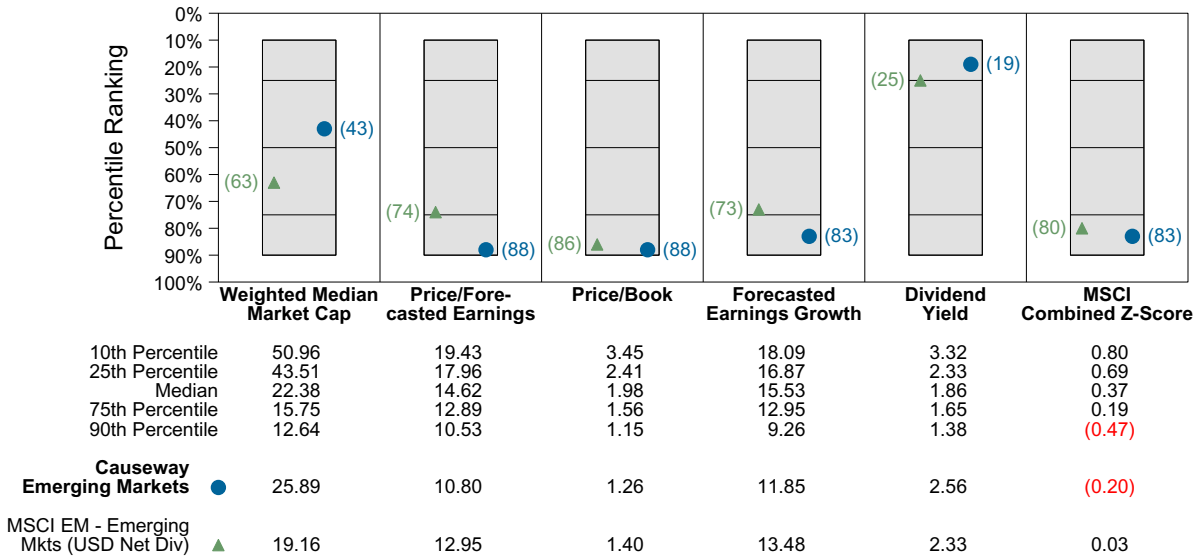 Percentile Ranking
0%
10%
20%
30%
40%
50%
60%
70%
80%
90%
100%
(43)
(63)
(74)
(88)
(86)
(88)
(73)
(83)
(19)
(25)
(80)
(83)
Weighted Median Price/Fore- Price/Book Forecasted Dividend MSCI
Market Cap casted Earnings Earnings Growth Yield Combined Z-Score
10th Percentile 50.96 19.43 3.45 18.09 3.32 0.80
25th Percentile 43.51 17.96 2.41 16.87 2.33 0.69
Median 22.38 14.62 1.98 15.53 1.86 0.37
75th Percentile 15.75 12.89 1.56 12.95 1.65 0.19
90th Percentile 12.64 10.53 1.15 9.26 1.38 (0.47)
Causeway
Emerging Markets 25.89 10.80 1.26 11.85 2.56 (0.20)
MSCI EM - Emerging
Mkts (USD Net Div) 19.16 12.95 1.40 13.48 2.33 0.03